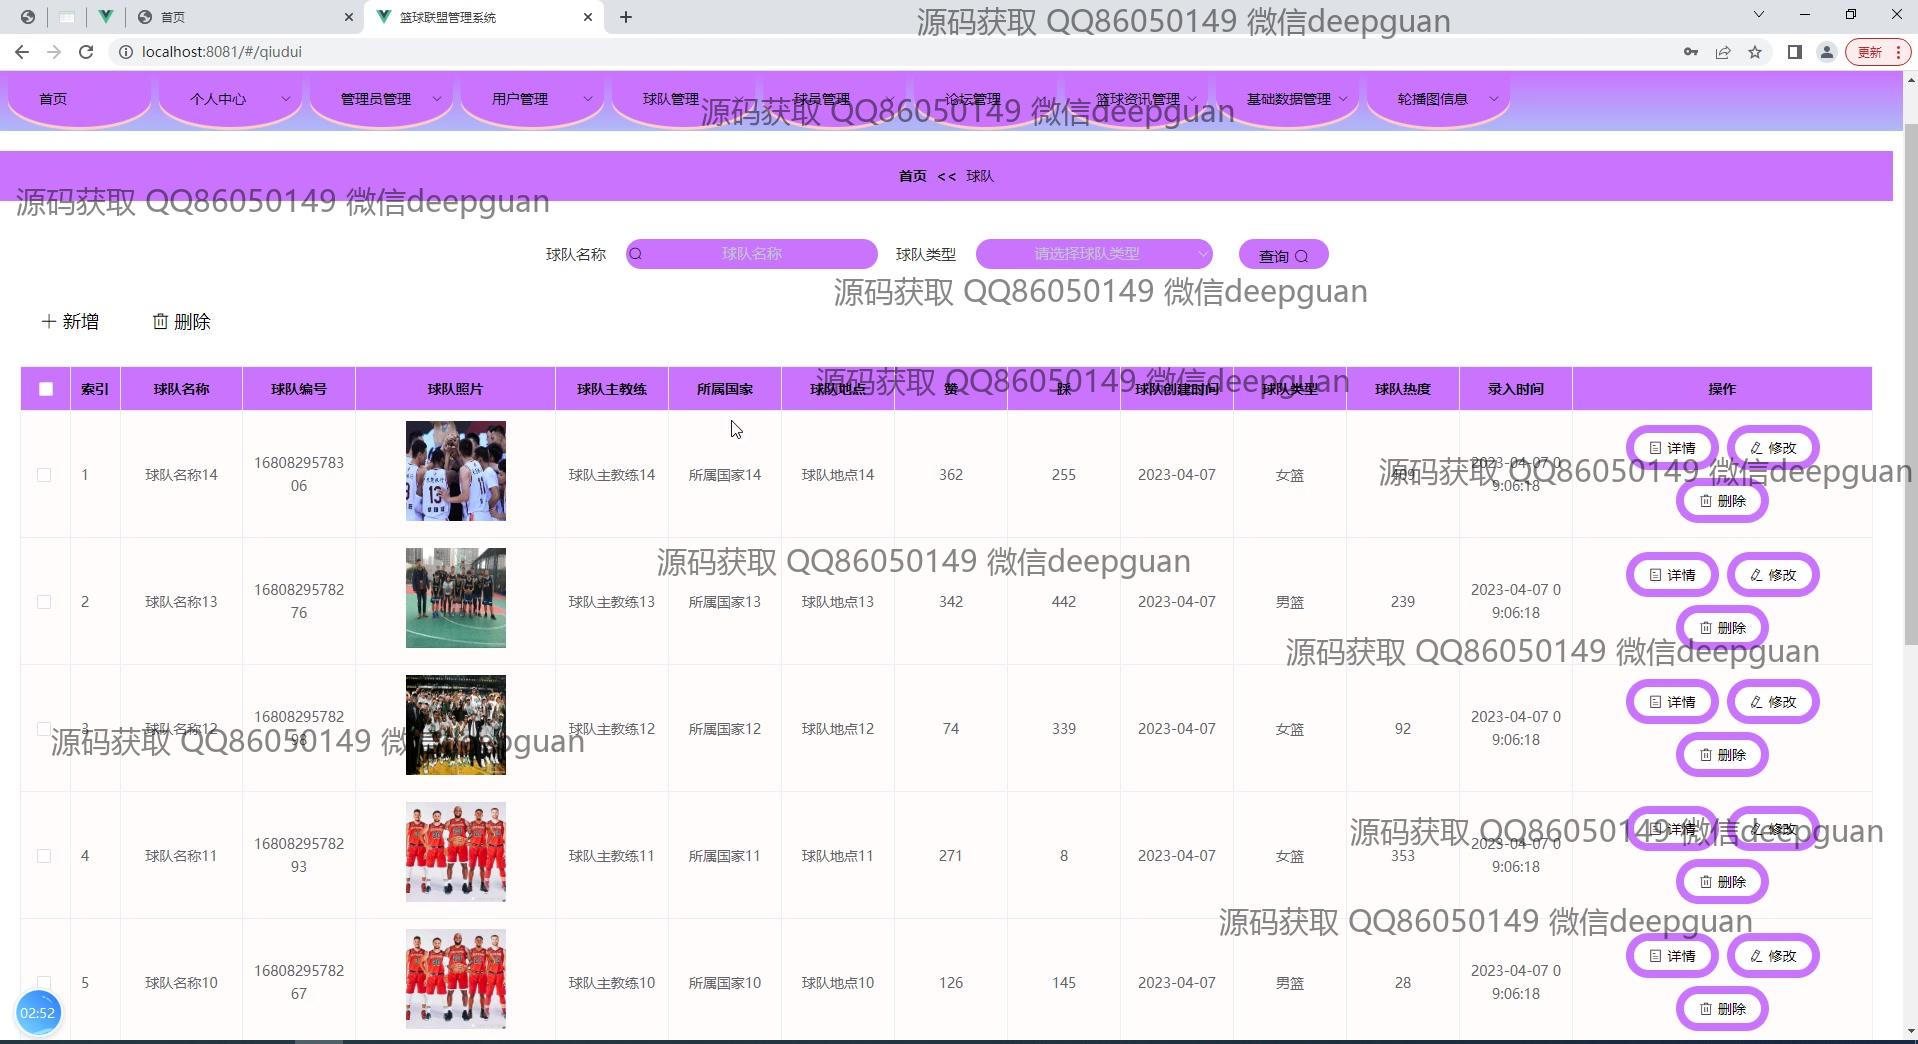 首页
篮球联盟管理系统
源码获取 QQ86050149 微信deepguan
localhost:8081/#/qiudui
更新
首页 个人中心 管理员管理 用户管理 球队管理 球员管理 论坛管理 篮球资讯管理 基础数据管理 轮播图信息
源码获取 QQ86050149 微信deepguan
首页 << 球队
源码获取 QQ86050149 微信deepguan
球队名称 球队名称 球队类型 请选择球队类型 查询
源码获取 QQ86050149 微信deepguan
新增 删除
源码获取 QQ86050149 微信deepguan
索引 球队名称 球队编号 球队照片 球队主教练 所属国家 球队地点 赞 踩 球队创建时间 球队类型 球队热度 录入时间 操作
1 球队名称14 16808295783 球队主教练14 所属国家14 球队地点14 362 255 2023-04-07 女篮 2023-04-07 0 详情 修改
06 9:06:18 删除
源码获取 QQ86050149 微信deepguan
源码获取 QQ86050149 微信deepguan
2 球队名称13 16808295782 球队主教练13 所属国家13 球队地点13 342 442 2023-04-07 男篮 239 2023-04-07 0 详情 修改
76 9:06:18 删除
源码获取 QQ86050149 微信deepguan
3 球队名称12 16808295782 球队主教练12 所属国家12 球队地点12 74 339 2023-04-07 女篮 92 2023-04-07 0 详情 修改
98 9:06:18 删除
源码获取 QQ86050149 微 pguan
4 球队名称11 16808295782 球队主教练11 所属国家11 球队地点11 271 8 2023-04-07 女篮 353 2023-04-07 0 详情 修改
93 9:06:18 删除
源码获取 QQ86050149 微信deepguan
源码获取 QQ86050149 微信deepguan
5 球队名称10 16808295782 球队主教练10 所属国家10 球队地点10 126 145 2023-04-07 男篮 28 2023-04-07 0 详情 修改
67 9:06:18 删除
02:52